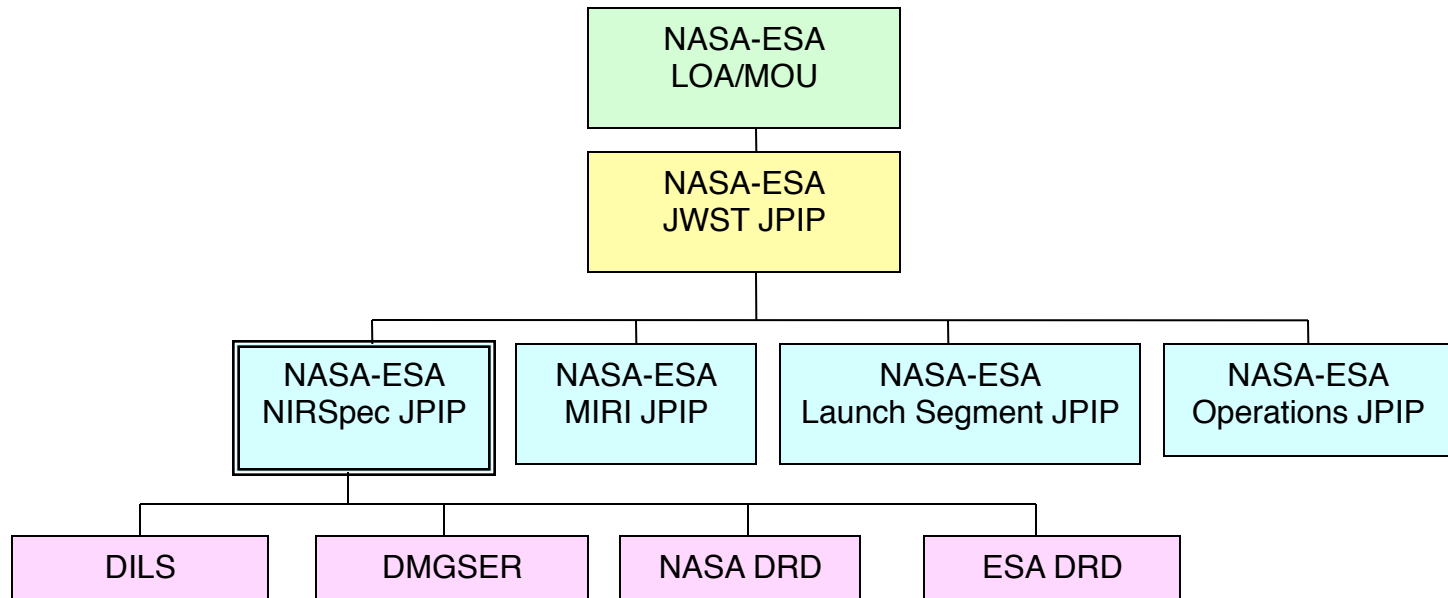 NASA-ESA
LOA/MOU
NASA-ESA
JWST JPIP
NASA-ESA
NIRSpec JPIP
NASA-ESA
MIRI JPIP
NASA-ESA
Launch Segment JPIP
NASA-ESA
Operations JPIP
DILS
DMGSER
NASA DRD
ESA DRD